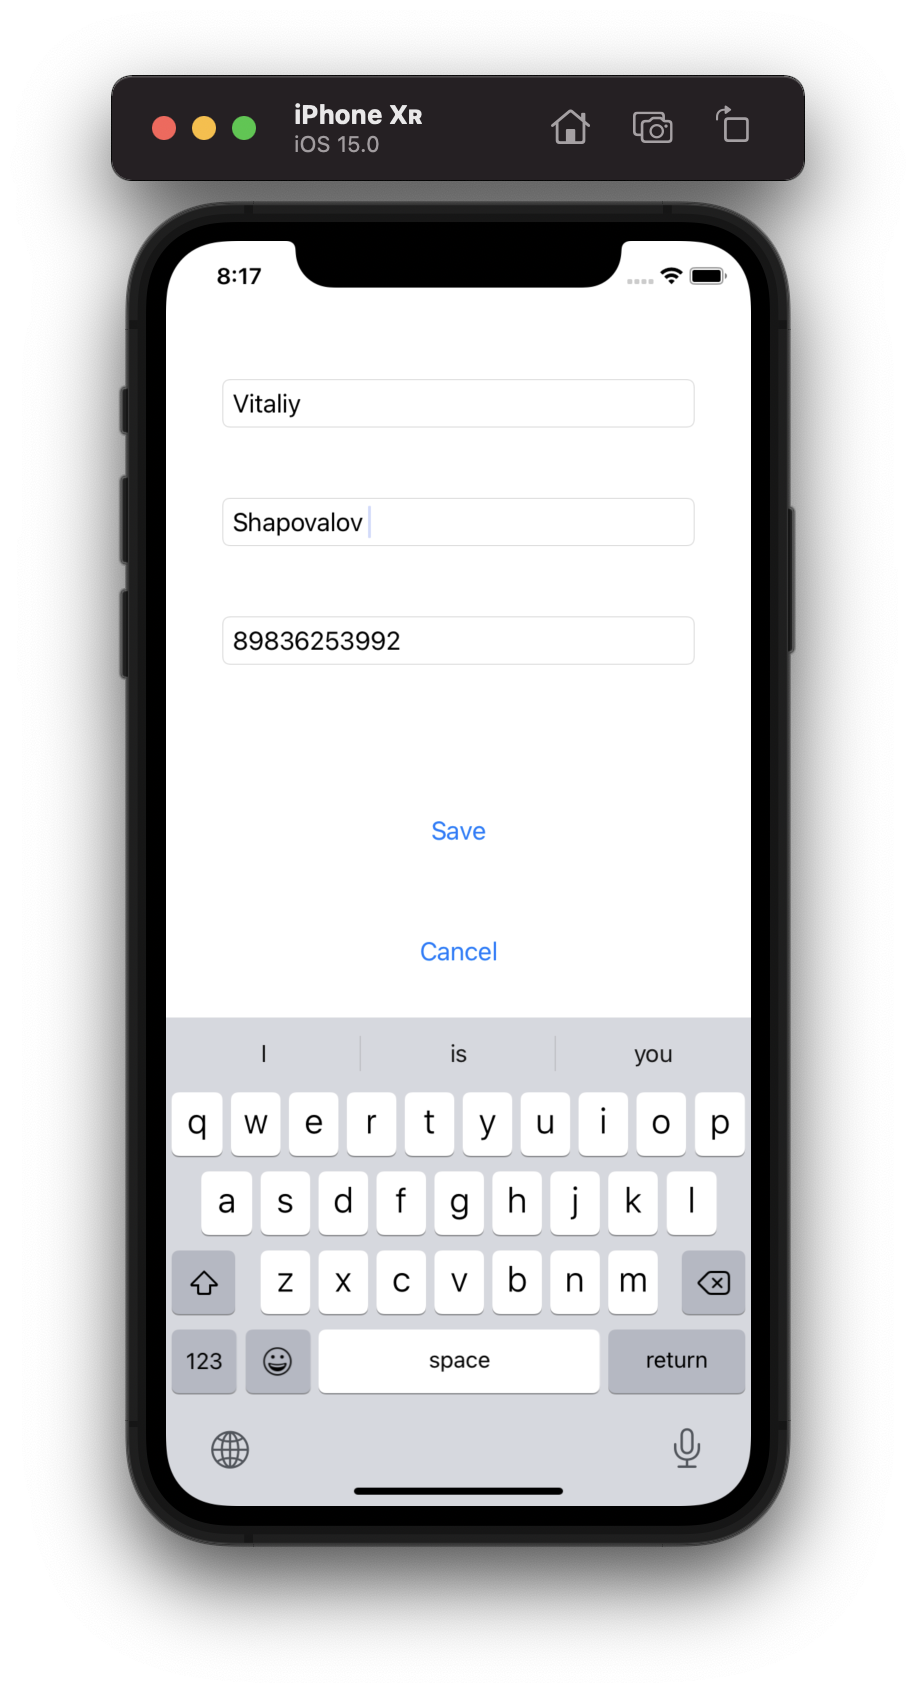 iPhone XR
iOS 15.0
8:17
Vitaliy
Shapovalov
89836253992
Save
Cancel
I is you
q w e r t y u i o p
a s d f g h j k l
z x c v b n m
123 space return